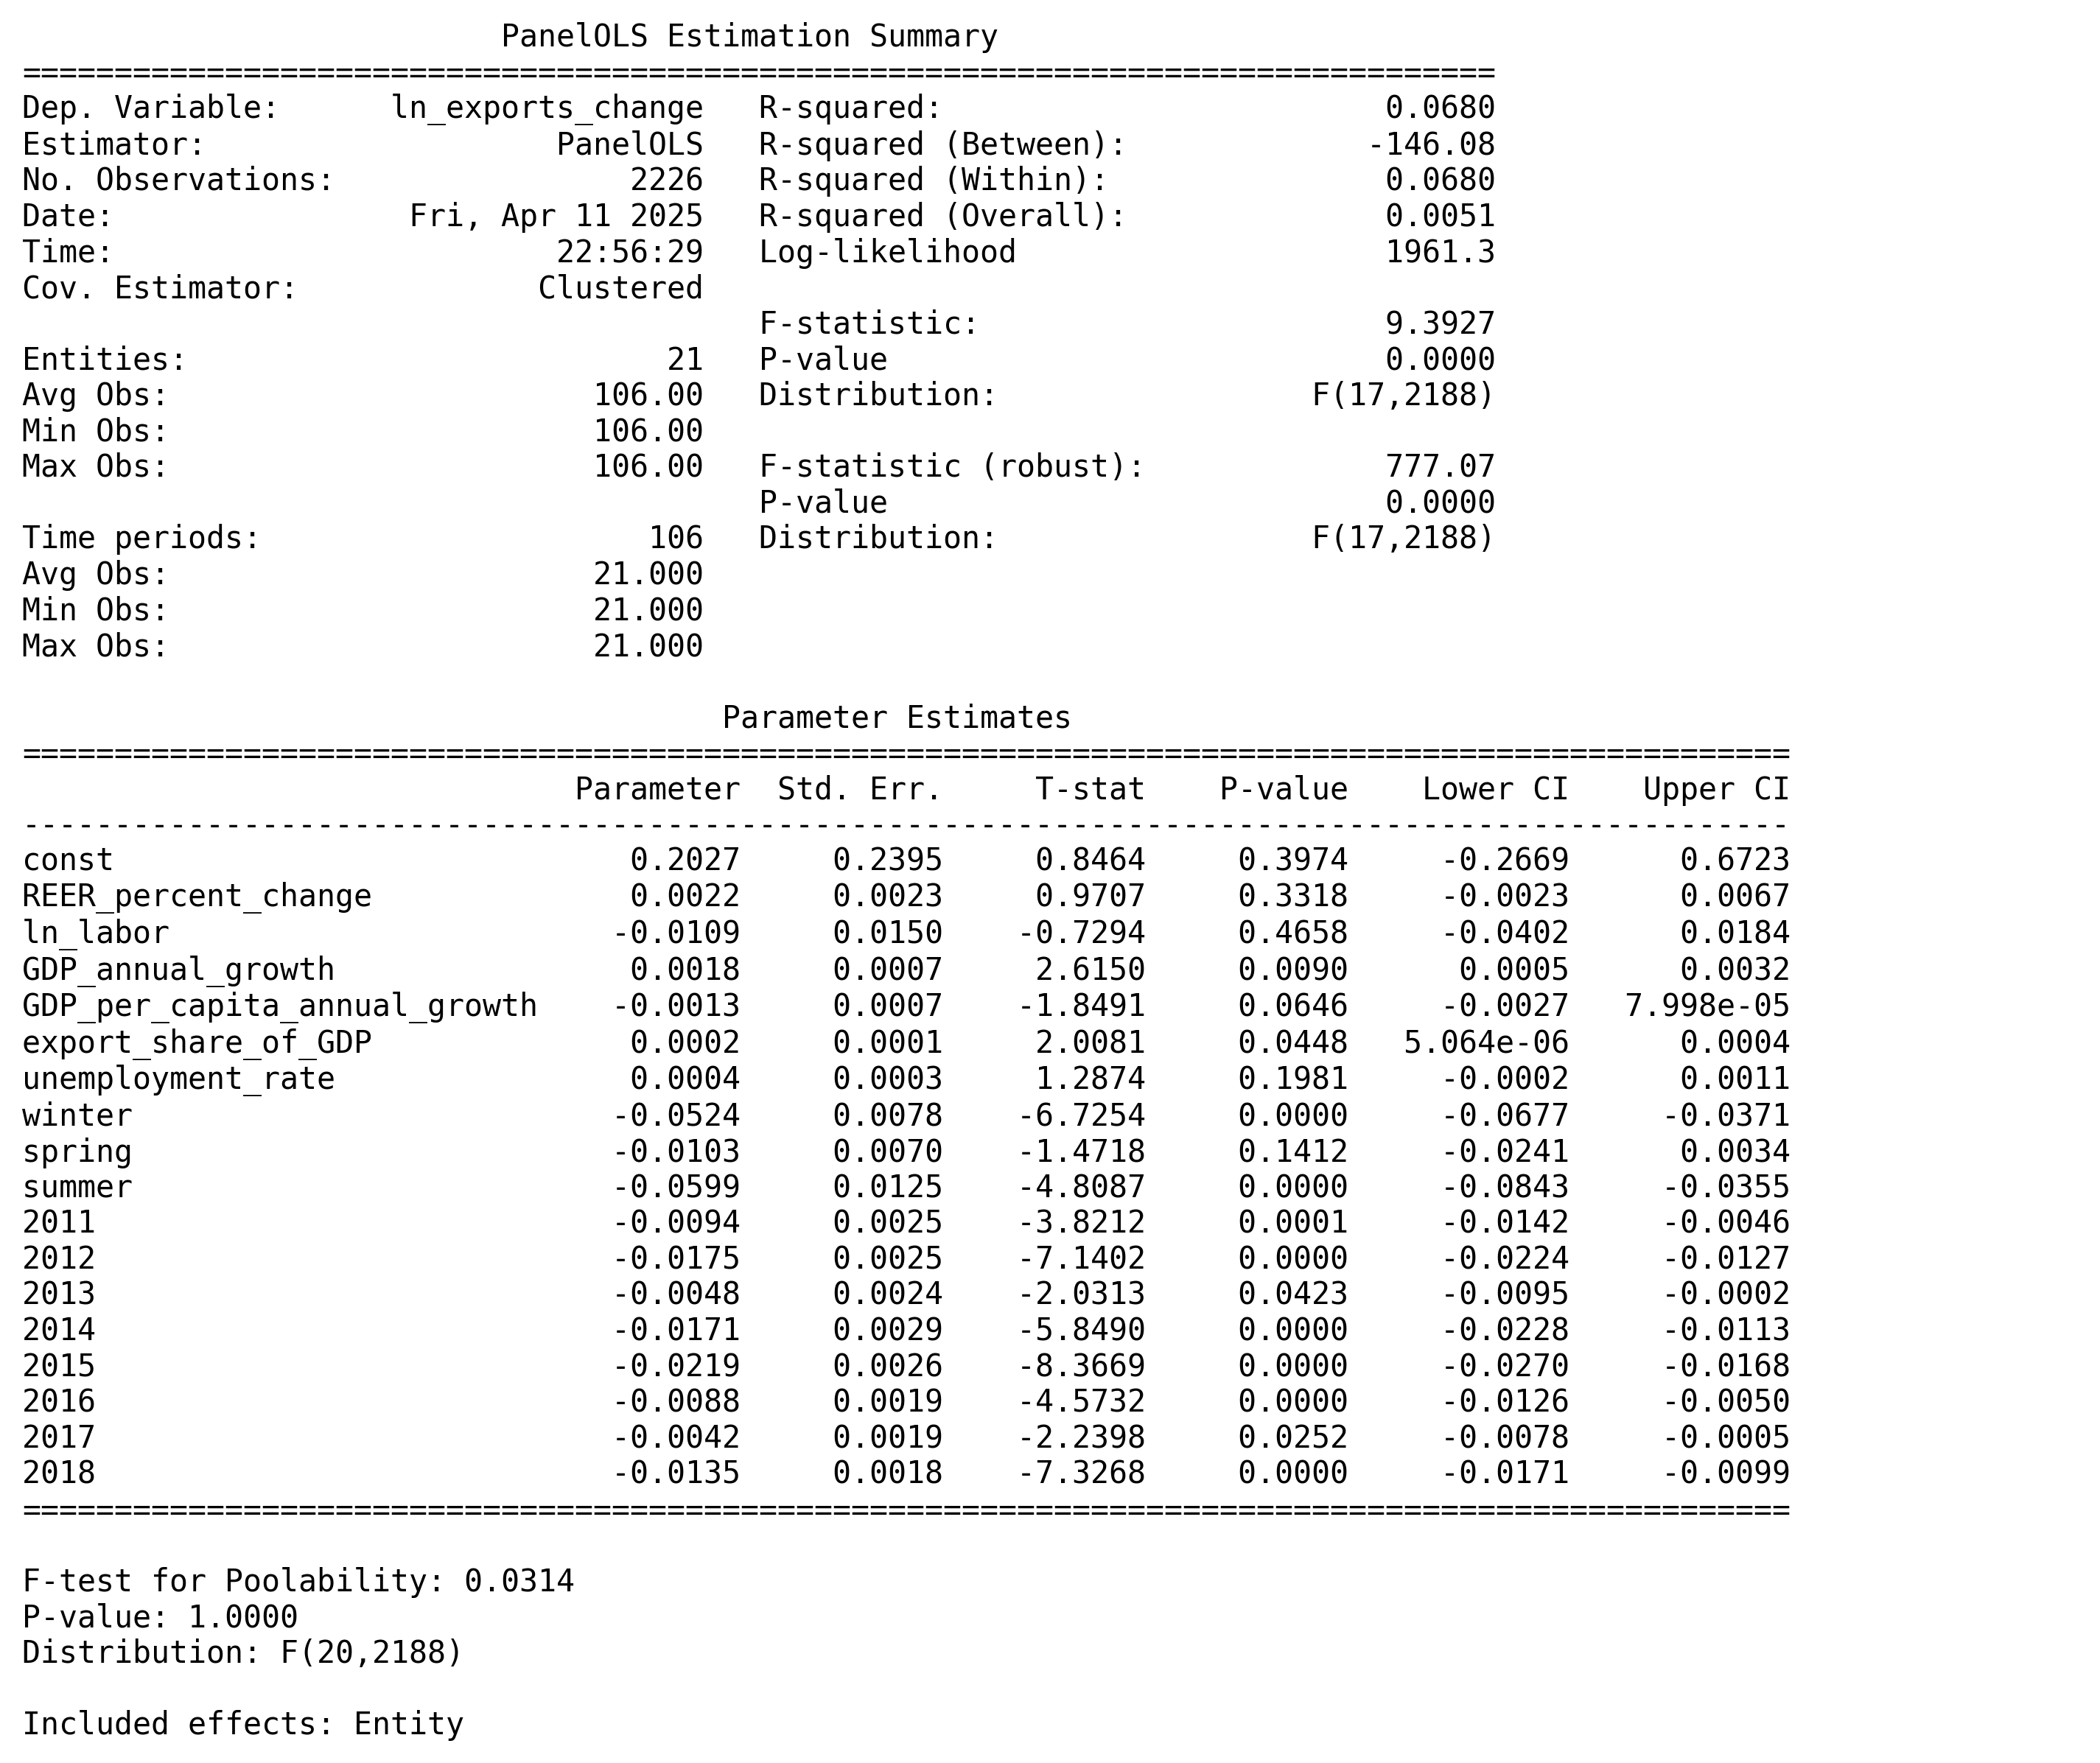 PanelOLS Estimation Summary
================================================================================
Dep. Variable:      ln_exports_change   R-squared:                        0.0680
Estimator:                   PanelOLS   R-squared (Between):             -146.08
No. Observations:                2226   R-squared (Within):               0.0680
Date:                Fri, Apr 11 2025   R-squared (Overall):              0.0051
Time:                        22:56:29   Log-likelihood                    1961.3
Cov. Estimator:             Clustered
                                        F-statistic:                      9.3927
Entities:                          21   P-value                           0.0000
Avg Obs:                       106.00   Distribution:                 F(17,2188)
Min Obs:                       106.00
Max Obs:                       106.00   F-statistic (robust):             777.07
                                        P-value                           0.0000
Time periods:                     106   Distribution:                 F(17,2188)
Avg Obs:                       21.000
Min Obs:                       21.000
Max Obs:                       21.000
Parameter Estimates
================================================================================================
                              Parameter  Std. Err.     T-stat    P-value    Lower CI    Upper CI
------------------------------------------------------------------------------------------------
const                            0.2027     0.2395     0.8464     0.3974     -0.2669      0.6723
REER_percent_change              0.0022     0.0023     0.9707     0.3318     -0.0023      0.0067
ln_labor                        -0.0109     0.0150    -0.7294     0.4658     -0.0402      0.0184
GDP_annual_growth                0.0018     0.0007     2.6150     0.0090      0.0005      0.0032
GDP_per_capita_annual_growth    -0.0013     0.0007    -1.8491     0.0646     -0.0027   7.998e-05
export_share_of_GDP              0.0002     0.0001     2.0081     0.0448   5.064e-06      0.0004
unemployment_rate                0.0004     0.0003     1.2874     0.1981     -0.0002      0.0011
winter                          -0.0524     0.0078    -6.7254     0.0000     -0.0677     -0.0371
spring                          -0.0103     0.0070    -1.4718     0.1412     -0.0241      0.0034
summer                          -0.0599     0.0125    -4.8087     0.0000     -0.0843     -0.0355
2011                            -0.0094     0.0025    -3.8212     0.0001     -0.0142     -0.0046
2012                            -0.0175     0.0025    -7.1402     0.0000     -0.0224     -0.0127
2013                            -0.0048     0.0024    -2.0313     0.0423     -0.0095     -0.0002
2014                            -0.0171     0.0029    -5.8490     0.0000     -0.0228     -0.0113
2015                            -0.0219     0.0026    -8.3669     0.0000     -0.0270     -0.0168
2016                            -0.0088     0.0019    -4.5732     0.0000     -0.0126     -0.0050
2017                            -0.0042     0.0019    -2.2398     0.0252     -0.0078     -0.0005
2018                            -0.0135     0.0018    -7.3268     0.0000     -0.0171     -0.0099
================================================================================================
F-test for Poolability: 0.0314
P-value: 1.0000
Distribution: F(20,2188)
Included effects: Entity